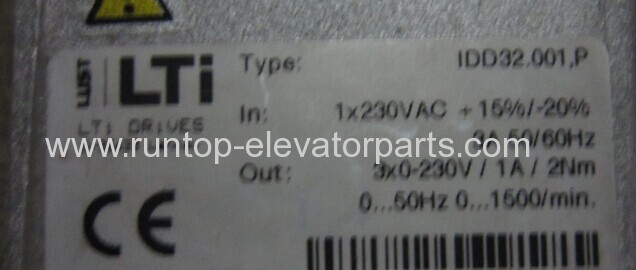 LUST LTi Type: IDD32.001,P
In: 1x230VAC +15%/-20%
LTi DRIVES
www.runtop-elevatorparts.com
2A 50/60Hz
Out: 3x0-230V / 1A / 2Nm
0...50Hz 0...1500/min.
CE